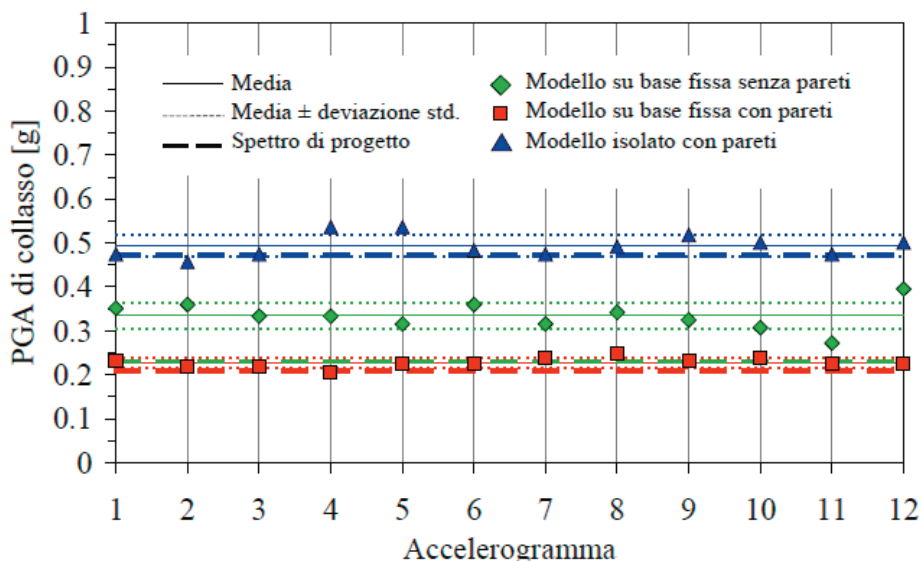 1
0.9
0.8
0.7
0.6
0.5
0.4
0.3
0.2
0.1
0
PGA di collasso [g]
Media
Media ± deviazione std.
Spettro di progetto
Modello su base fissa senza pareti
Modello su base fissa con pareti
Modello isolato con pareti
1 2 3 4 5 6 7 8 9 10 11 12
Accelerogramma